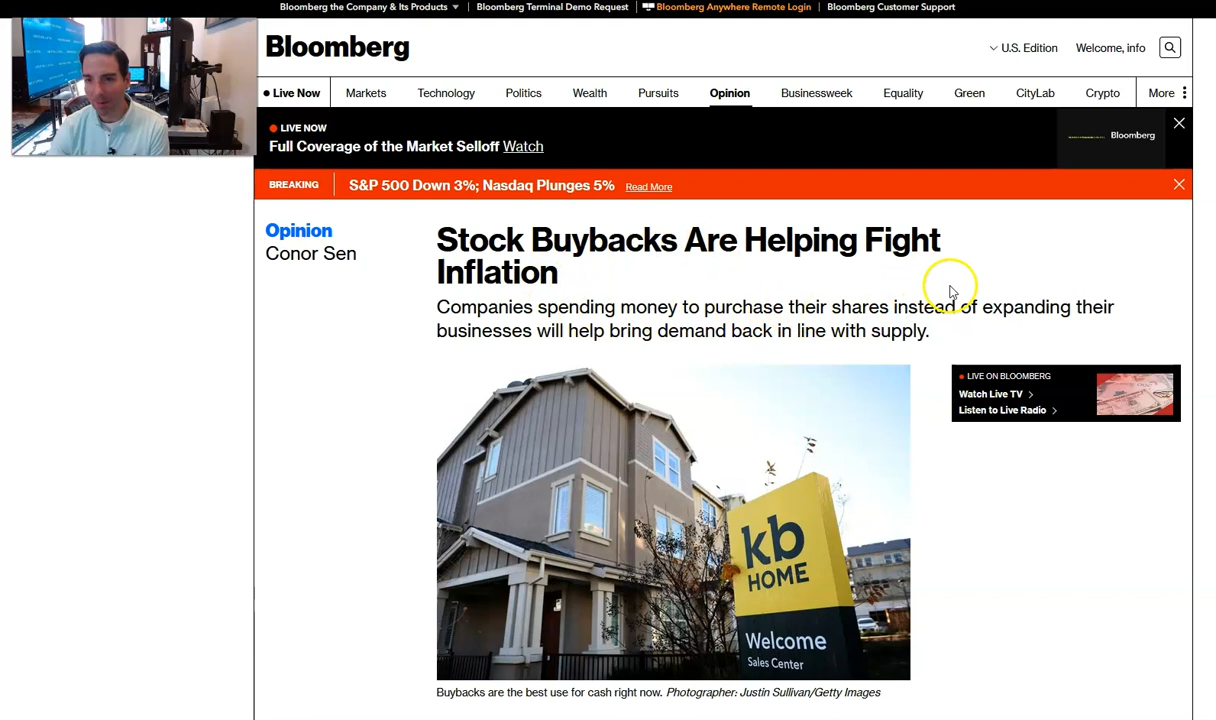 Bloomberg the Company & Its Products
Bloomberg Terminal Demo Request
Bloomberg Anywhere Remote Login
Bloomberg Customer Support
Bloomberg
U.S. Edition
Welcome, info
Live Now
Markets
Technology
Politics
Wealth
Pursuits
Opinion
Businessweek
Equality
Green
CityLab
Crypto
More
LIVE NOW
Full Coverage of the Market Selloff Watch
Bloomberg
BREAKING
S&P 500 Down 3%; Nasdaq Plunges 5% Read More
Opinion
Conor Sen
Stock Buybacks Are Helping Fight
Inflation
Companies spending money to purchase their shares instead of expanding their
businesses will help bring demand back in line with supply.
kb
HOME
Welcome
Sales Center
LIVE ON BLOOMBERG
Watch Live TV
Listen to Live Radio
Buybacks are the best use for cash right now. Photographer: Justin Sullivan/Getty Images